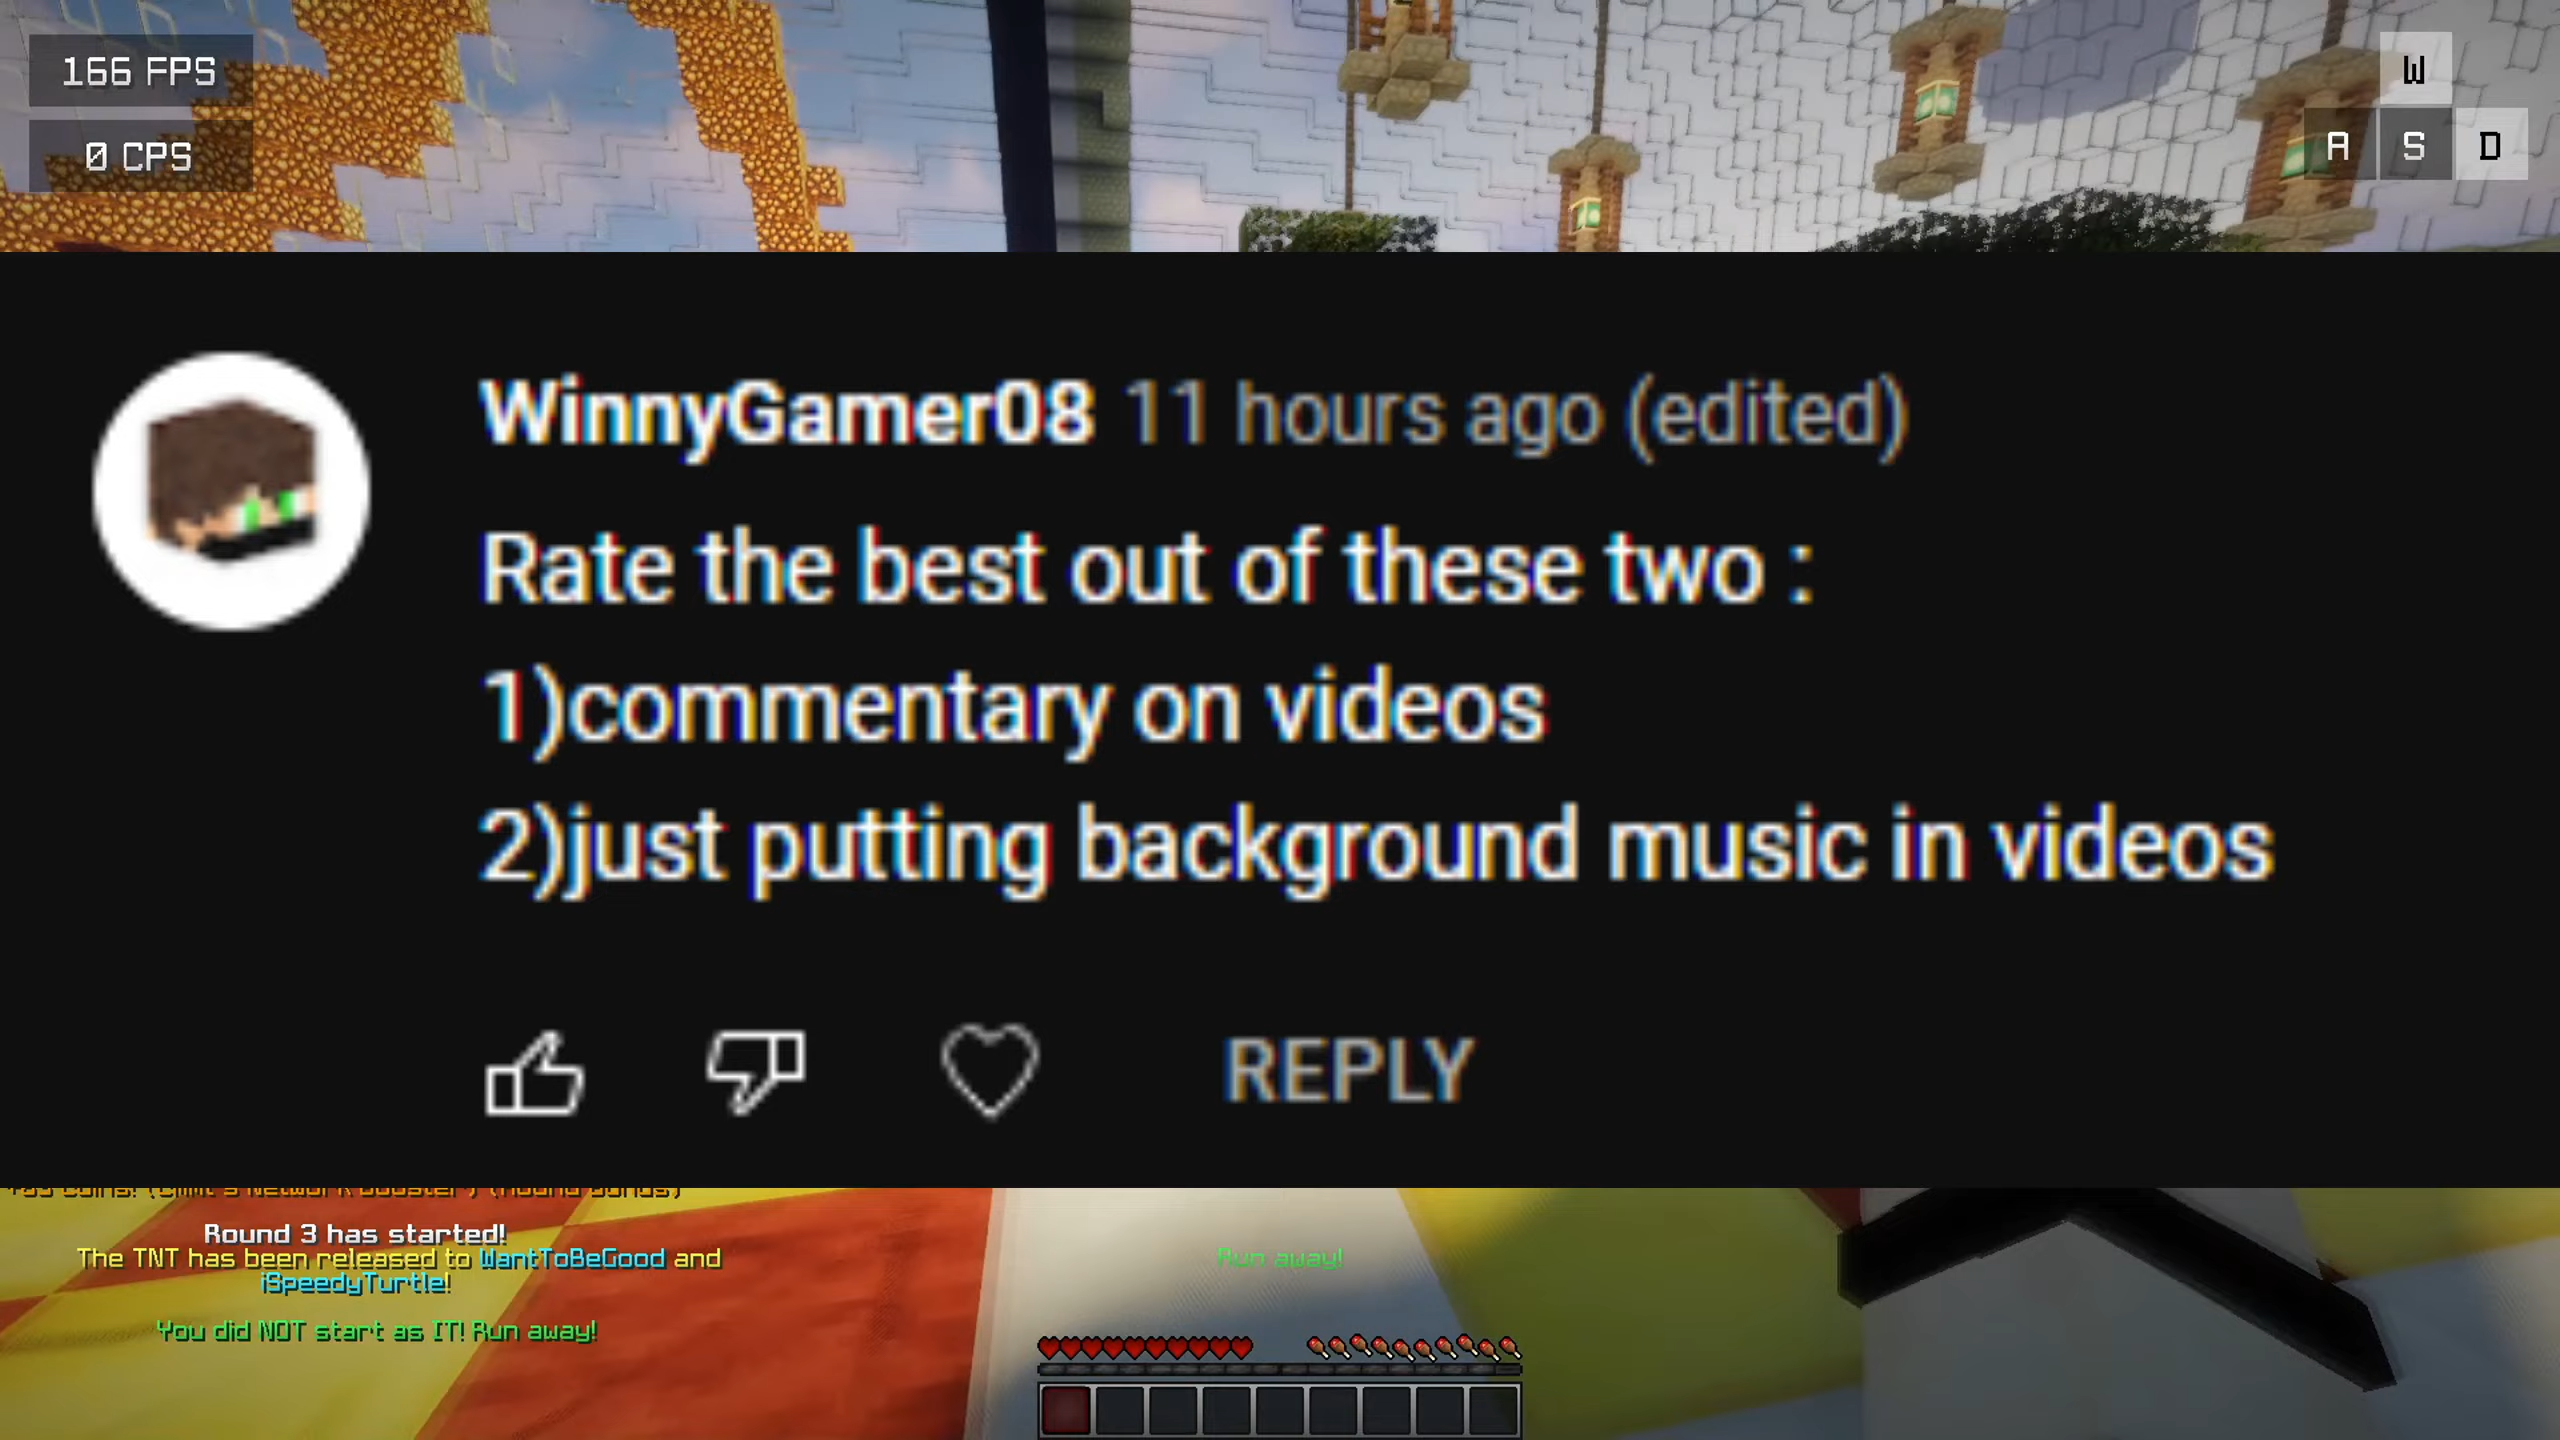 166 FPS
0 CPS
W
A S D
WinnyGamer08 11 hours ago (edited)
Rate the best out of these two :
1)commentary on videos
2)just putting background music in videos
REPLY
Round 3 has started!
The TNT has been released to WantToBeGood and
iSpeedyTurtle!
You did NOT start as IT! Run away!
Run away!